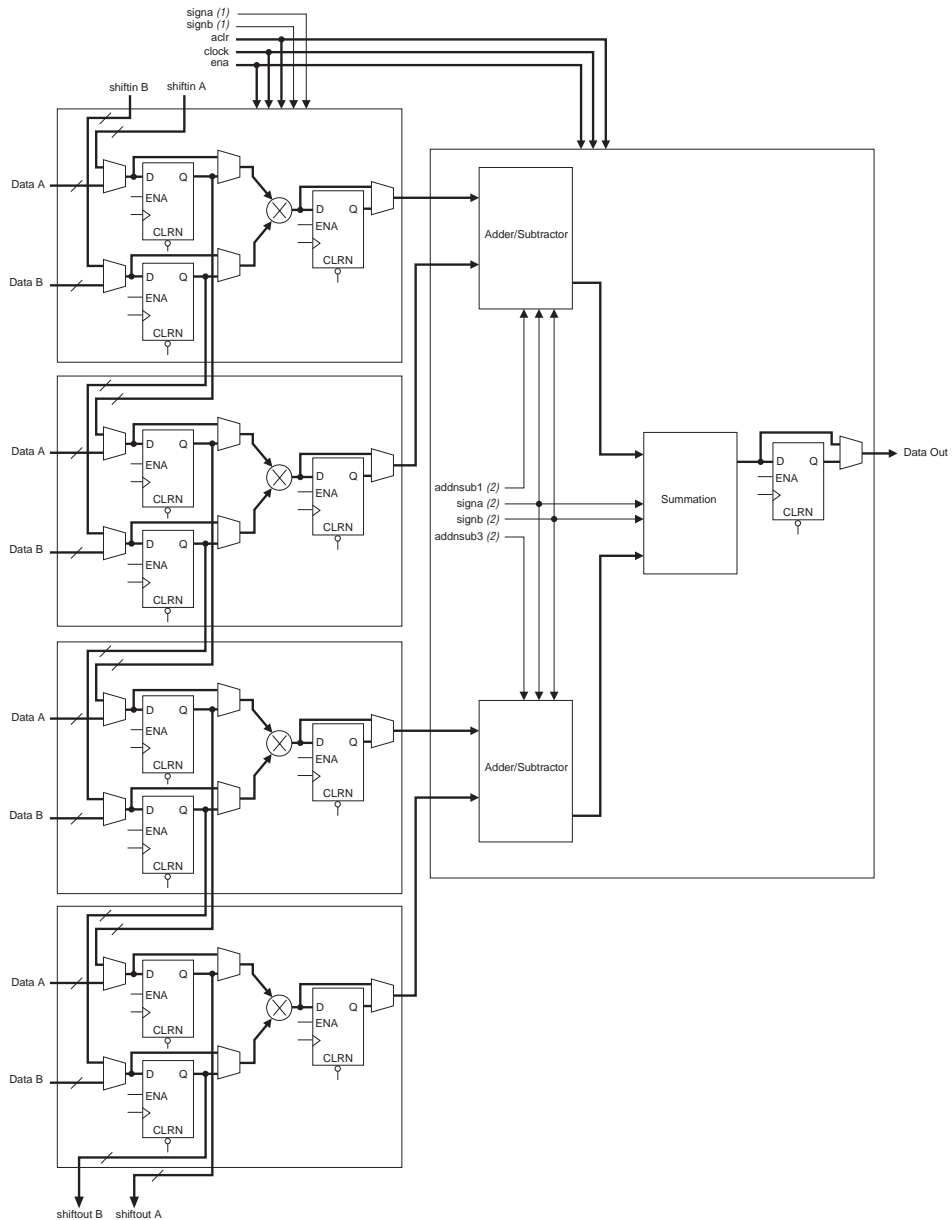 signa (1)
signb (1)
aclr
clock
ena
shiftin B
shiftin A
Data A
D Q
ENA
CLRN
D Q
ENA
CLRN
Data B
D Q
ENA
CLRN
Adder/Subtractor
Data A
D Q
ENA
CLRN
D Q
ENA
CLRN
Data B
D Q
ENA
CLRN
addnsub1 (2)
signa (2)
signb (2)
addnsub3 (2)
Summation
D Q
ENA
CLRN
Data Out
Data A
D Q
ENA
CLRN
D Q
ENA
CLRN
Data B
D Q
ENA
CLRN
Adder/Subtractor
Data A
D Q
ENA
CLRN
D Q
ENA
CLRN
Data B
D Q
ENA
CLRN
shiftout B
shiftout A